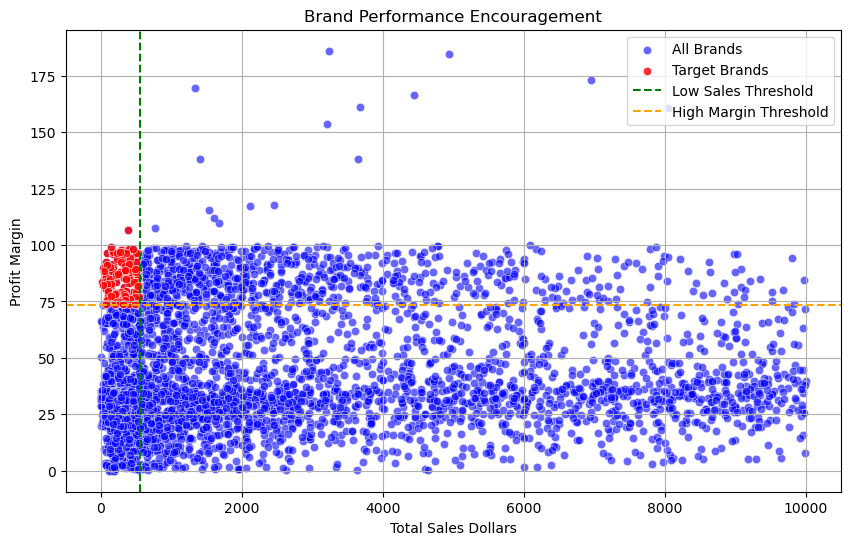 Brand Performance Encouragement
All Brands
Target Brands
Low Sales Threshold
High Margin Threshold
Profit Margin
175
150
125
100
75
50
25
0
0 2000 4000 6000 8000 10000
Total Sales Dollars